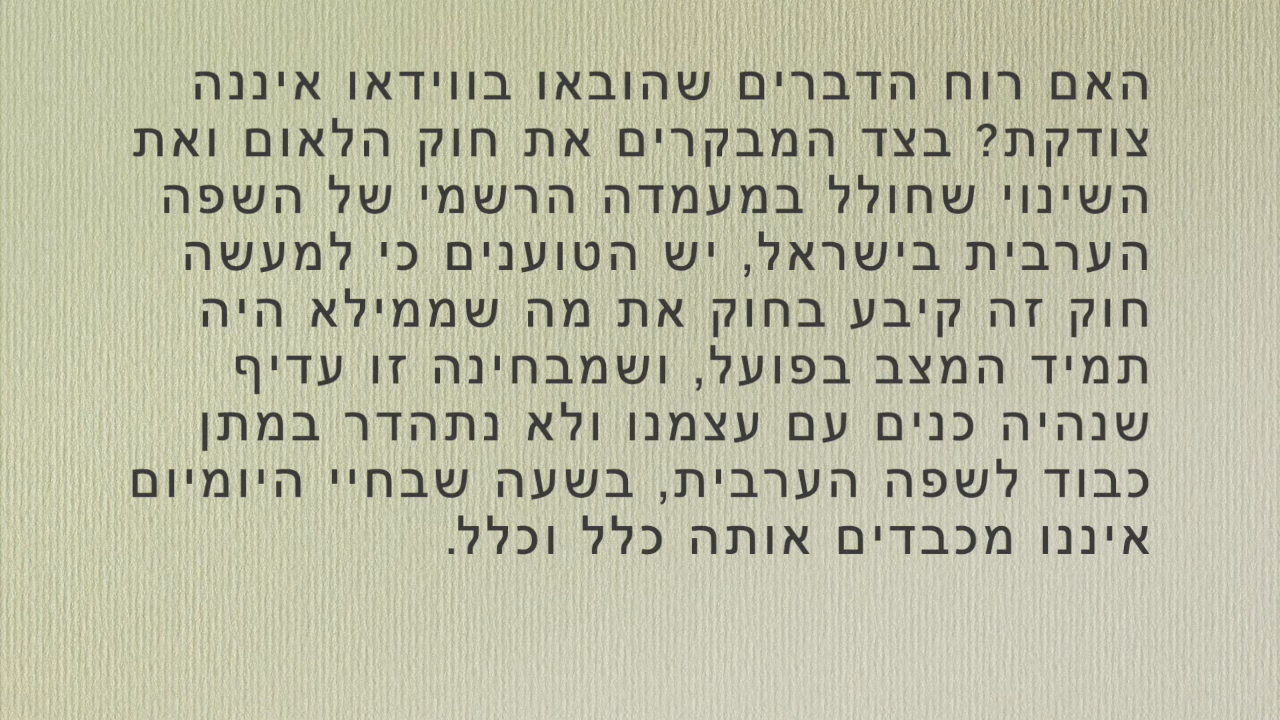 האם רוח הדברים שהובאו בווידאו איננה
צודקת? בצד המבקרים את חוק הלאום ואת
השינוי שחולל במעמדה הרשמי של השפה
הערבית בישראל, יש הטוענים כי למעשה
חוק זה קיבע בחוק את מה שממילא היה
תמיד המצב בפועל, ושמבחינה זו עדיף
שנהיה כנים עם עצמנו ולא נתהדר במתן
כבוד לשפה הערבית, בשעה שבחיי היומיום
איננו מכבדים אותה כלל וכלל.